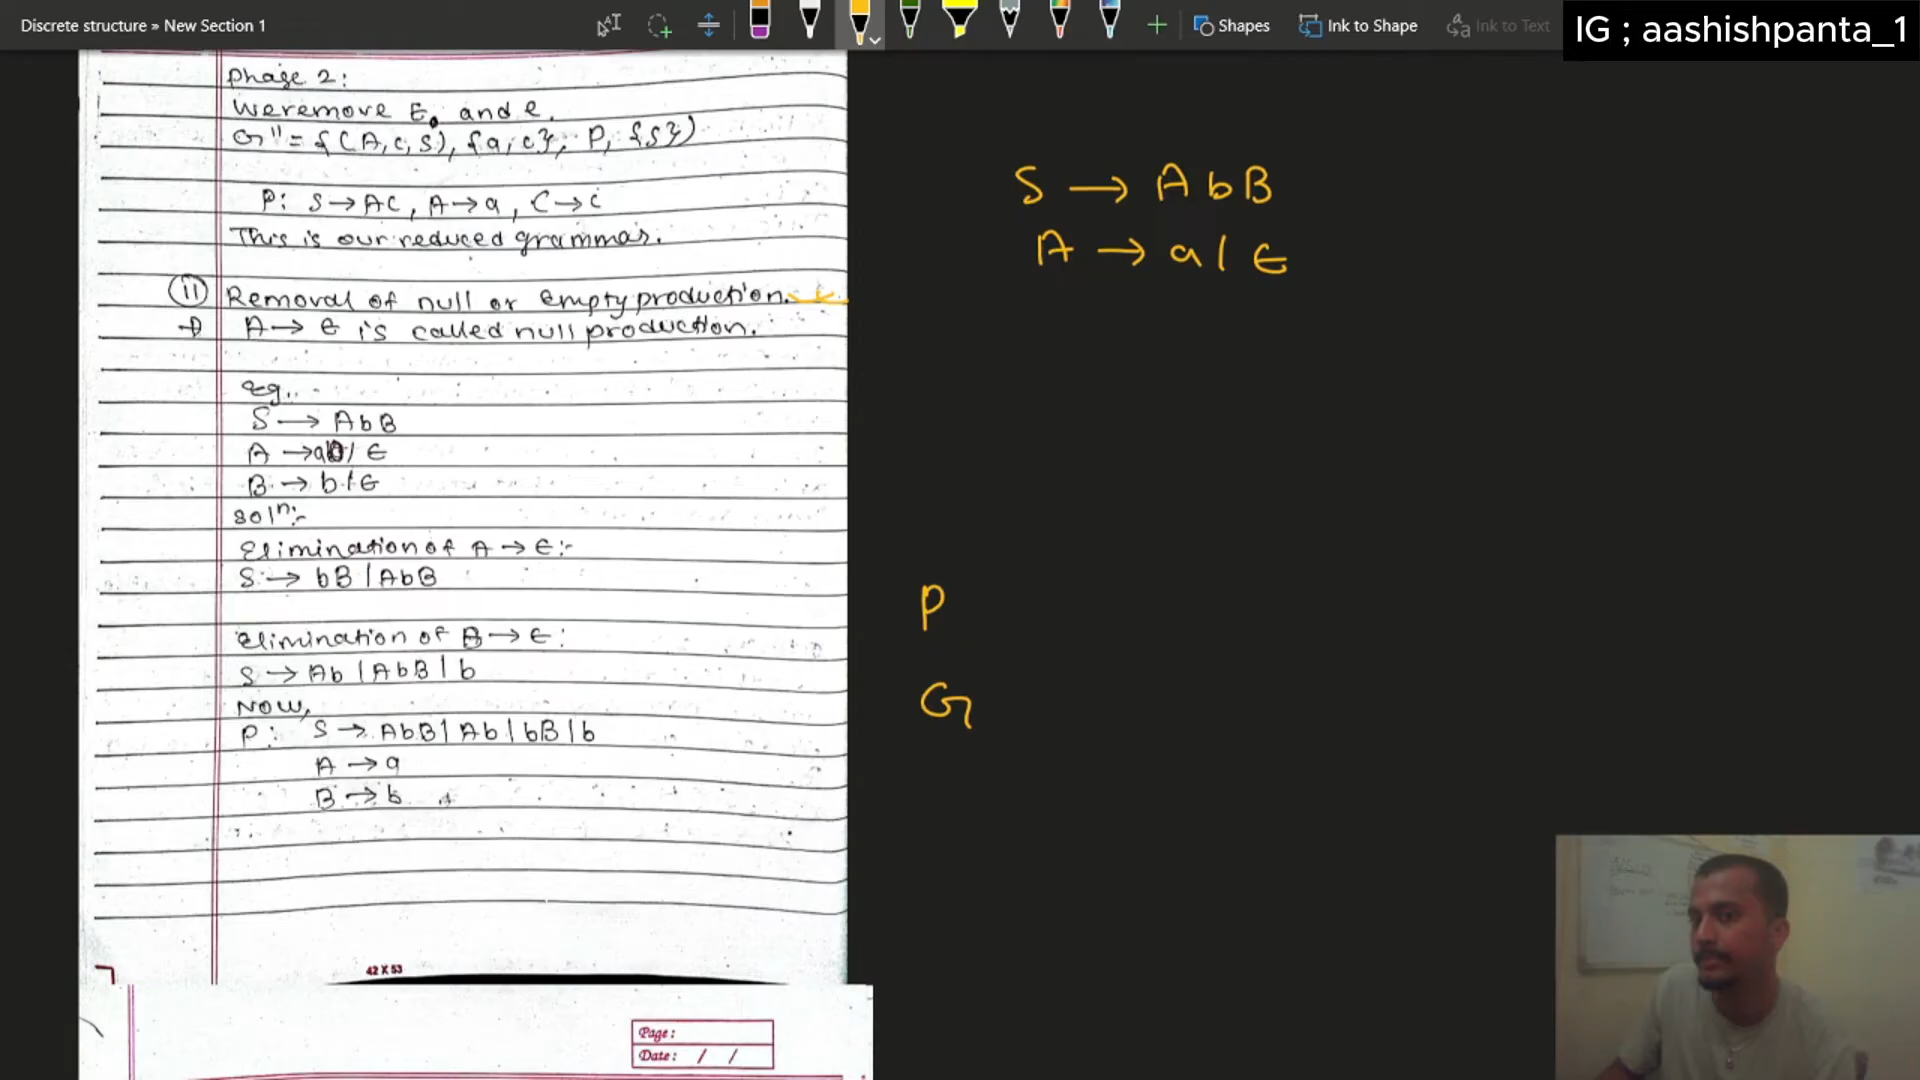 Discrete structure » New Section 1
Shapes
Ink to Shape
Ink to Text
IG ; aashishpanta_1
phase 2:
We remove E. and e.
G" = {(A, C, S), {a, c}, P, {S})
P: S → AC, A → a, C → c
This is our reduced grammar.
(ii) Removal of null or empty production.
→ A → ϵ is called null production.
eg..
S → AbB
A → a / ϵ
B → b / ϵ
Solⁿ:-
Elimination of A → ϵ:-
S → bB | AbB
Elimination of B → ϵ:
S → Ab | AbB | b
Now,
P: S → AbB | Ab | bB | b
A → a
B → b
42 X 53
Page:
Date: / /
S → AbB
A → a | ϵ
P
G